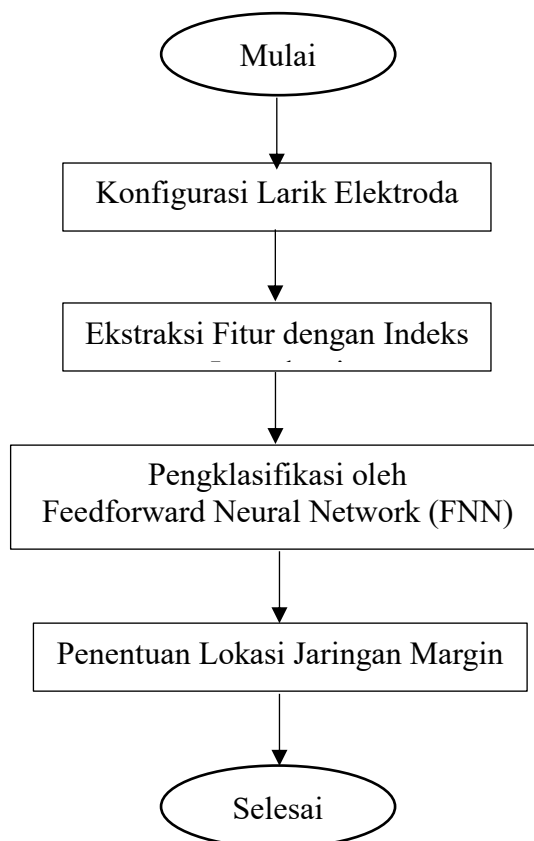 Mulai
Konfigurasi Larik Elektroda
Ekstraksi Fitur dengan Indeks
Pengklasifikasi oleh
Feedforward Neural Network (FNN)
Penentuan Lokasi Jaringan Margin
Selesai